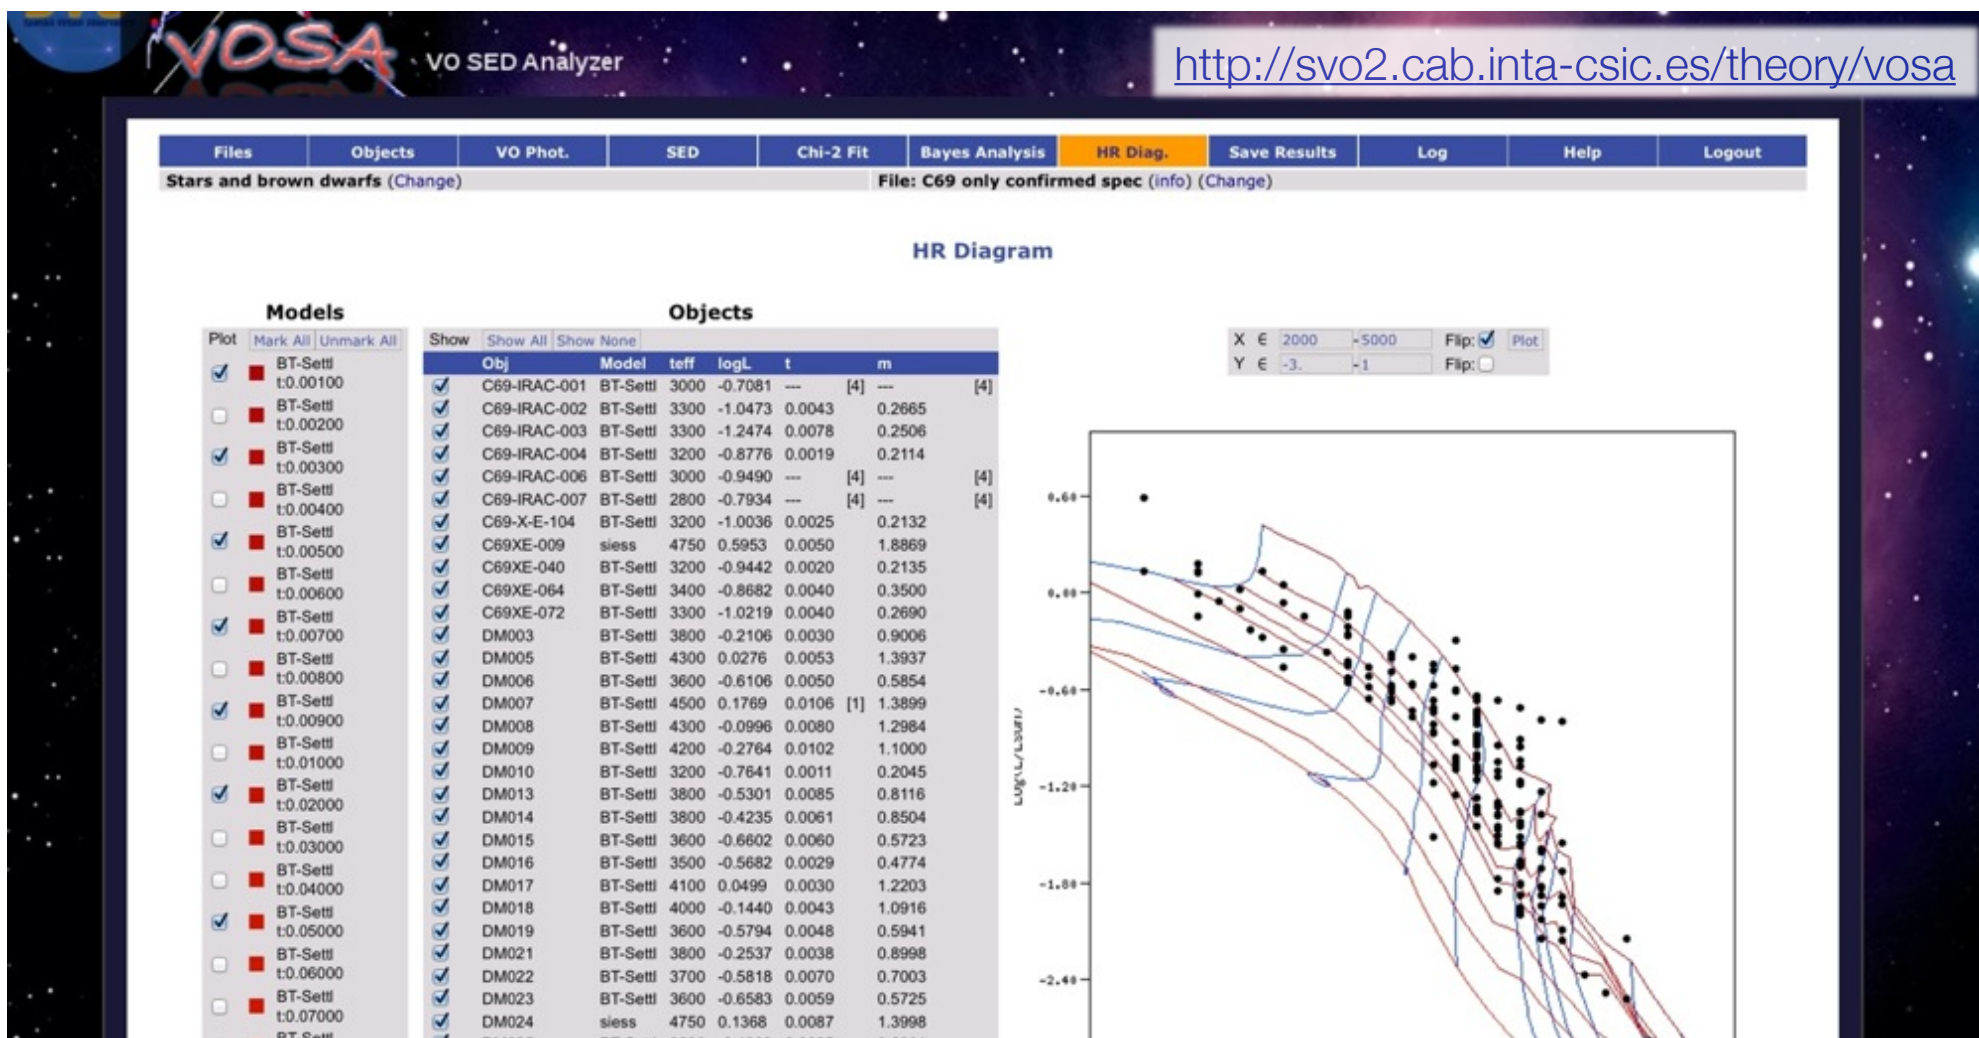 VOSA VO SED Analyzer
http://svo2.cab.inta-csic.es/theory/vosa
Files Objects VO Phot. SED Chi-2 Fit Bayes Analysis HR Diag. Save Results Log Help Logout
Stars and brown dwarfs (Change) File: C69 only confirmed spec (info) (Change)
HR Diagram
Models
Plot Mark All Unmark All
BT-Settl
t:0.00100
BT-Settl
t:0.00200
BT-Settl
t:0.00300
BT-Settl
t:0.00400
BT-Settl
t:0.00500
BT-Settl
t:0.00600
BT-Settl
t:0.00700
BT-Settl
t:0.00800
BT-Settl
t:0.00900
BT-Settl
t:0.01000
BT-Settl
t:0.02000
BT-Settl
t:0.03000
BT-Settl
t:0.04000
BT-Settl
t:0.05000
BT-Settl
t:0.06000
BT-Settl
t:0.07000
Objects
Show Show All Show None
Obj Model teff logL t m
C69-IRAC-001 BT-Settl 3000 -0.7081 --- [4] --- [4]
C69-IRAC-002 BT-Settl 3300 -1.0473 0.0043 0.2665
C69-IRAC-003 BT-Settl 3300 -1.2474 0.0078 0.2506
C69-IRAC-004 BT-Settl 3200 -0.8776 0.0019 0.2114
C69-IRAC-006 BT-Settl 3000 -0.9490 --- [4] --- [4]
C69-IRAC-007 BT-Settl 2800 -0.7934 --- [4] --- [4]
C69-X-E-104 BT-Settl 3200 -1.0036 0.0025 0.2132
C69XE-009 siess 4750 0.5953 0.0050 1.8869
C69XE-040 BT-Settl 3200 -0.9442 0.0020 0.2135
C69XE-064 BT-Settl 3400 -0.8682 0.0040 0.3500
C69XE-072 BT-Settl 3300 -1.0219 0.0040 0.2690
DM003 BT-Settl 3800 -0.2106 0.0030 0.9006
DM005 BT-Settl 4300 0.0276 0.0053 1.3937
DM006 BT-Settl 3600 -0.6106 0.0050 0.5854
DM007 BT-Settl 4500 0.1769 0.0106 [1] 1.3899
DM008 BT-Settl 4300 -0.0996 0.0080 1.2984
DM009 BT-Settl 4200 -0.2764 0.0102 1.1000
DM010 BT-Settl 3200 -0.7641 0.0011 0.2045
DM013 BT-Settl 3800 -0.5301 0.0085 0.8116
DM014 BT-Settl 3800 -0.4235 0.0061 0.8504
DM015 BT-Settl 3600 -0.6602 0.0060 0.5723
DM016 BT-Settl 3500 -0.5682 0.0029 0.4774
DM017 BT-Settl 4100 0.0499 0.0030 1.2203
DM018 BT-Settl 4000 -0.1440 0.0043 1.0916
DM019 BT-Settl 3600 -0.5794 0.0048 0.5941
DM021 BT-Settl 3800 -0.2537 0.0038 0.8998
DM022 BT-Settl 3700 -0.5818 0.0070 0.7003
DM023 BT-Settl 3600 -0.6583 0.0059 0.5725
DM024 siess 4750 0.1368 0.0087 1.3998
X ∈ 2000 - 5000 Flip: Plot
Y ∈ -3. - 1 Flip:
0.60
0.00
-0.60
-1.20
-1.80
-2.40
Log(L/Lsun)